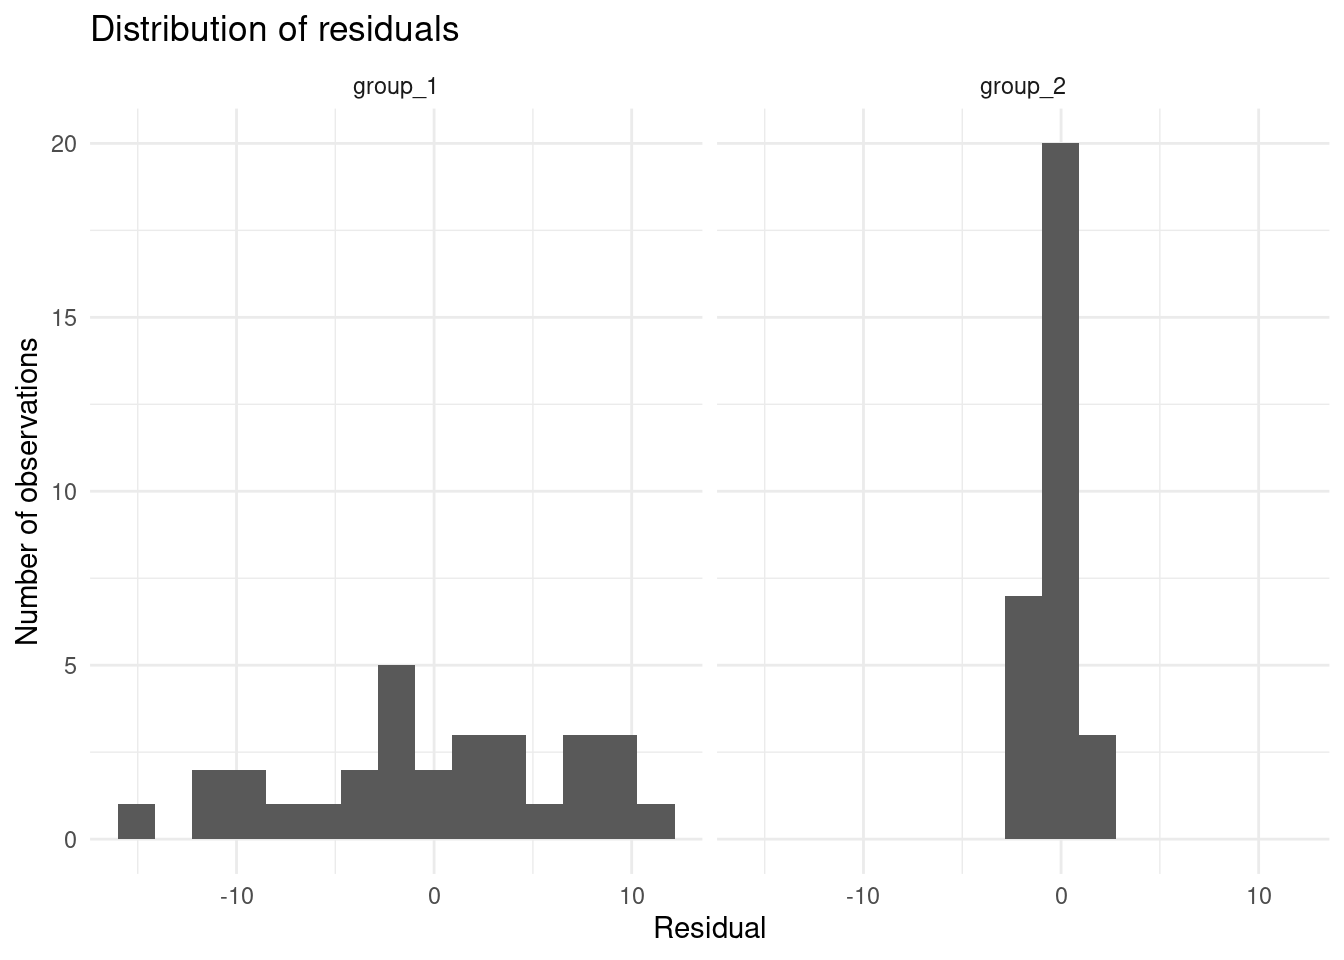 Distribution of residuals
group_1
group_2
20
15
10
5
0
Number of observations
-10 0 10
-10 0 10
Residual